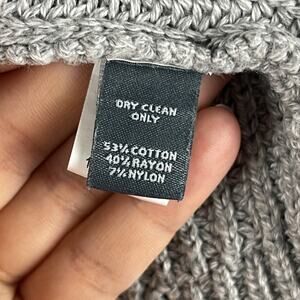 DRY CLEAN
ONLY
53% COTTON
40% RAYON
7% NYLON